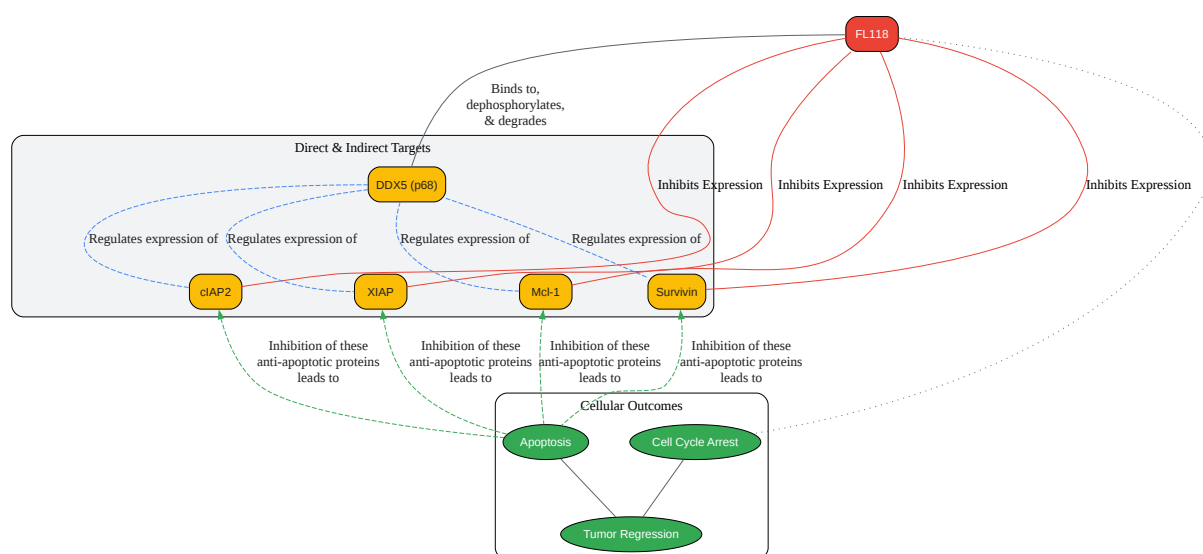 FL118
Binds to,
dephosphorylates,
& degrades
Direct & Indirect Targets
DDX5 (p68)
Inhibits Expression
Inhibits Expression
Inhibits Expression
Inhibits Expression
Regulates expression of
Regulates expression of
Regulates expression of
Regulates expression of
cIAP2
XIAP
Mcl-1
Survivin
Inhibition of these
anti-apoptotic proteins
leads to
Inhibition of these
anti-apoptotic proteins
leads to
Inhibition of these
anti-apoptotic proteins
leads to
Inhibition of these
anti-apoptotic proteins
leads to
Cellular Outcomes
Apoptosis
Cell Cycle Arrest
Tumor Regression